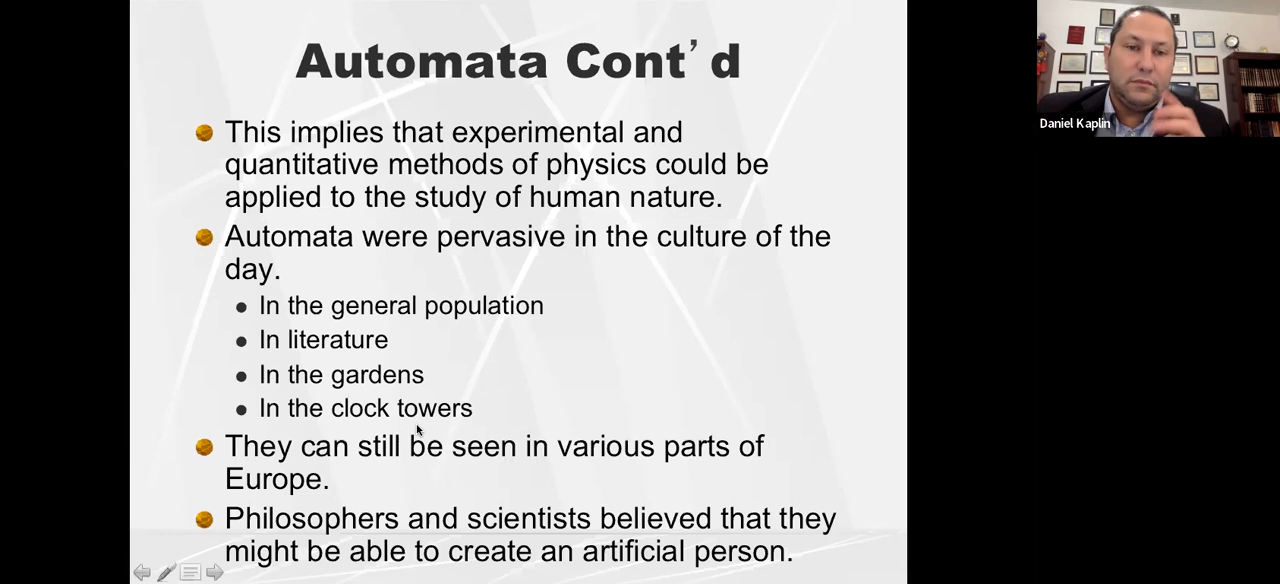 Automata Cont’d
This implies that experimental and
quantitative methods of physics could be
applied to the study of human nature.
Automata were pervasive in the culture of the
day.
In the general population
In literature
In the gardens
In the clock towers
They can still be seen in various parts of
Europe.
Philosophers and scientists believed that they
might be able to create an artificial person.
Daniel Kaplin